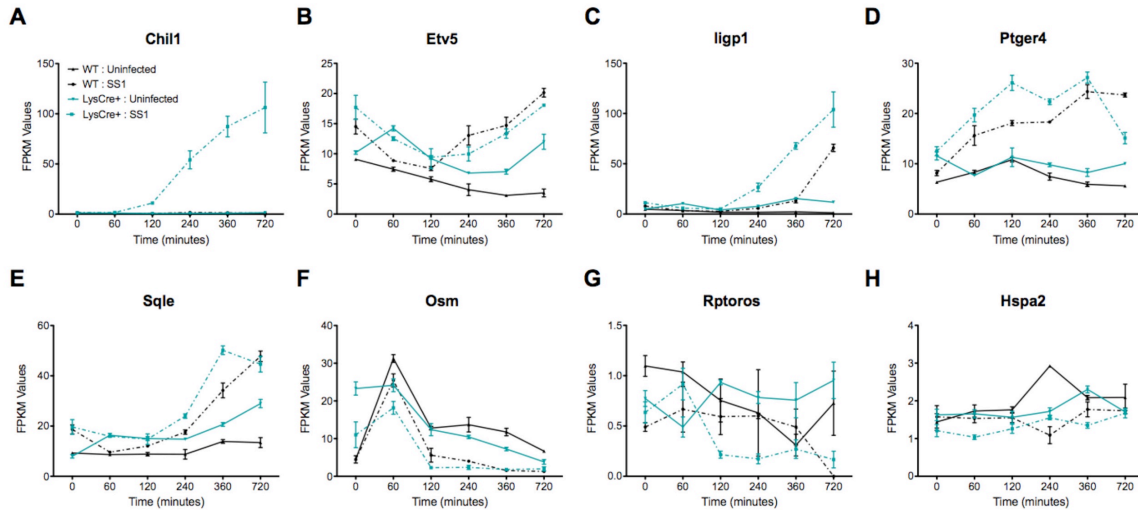 A
Chil1
150
100
50
0
FPKM Values
WT : Uninfected
WT : SS1
LysCre+ : Uninfected
LysCre+ : SS1
0 60 120 240 360 720
Time (minutes)
B
Etv5
25
20
15
10
5
0
FPKM Values
0 60 120 240 360 720
Time (minutes)
C
Iigp1
150
100
50
0
FPKM Values
0 60 120 240 360 720
Time (minutes)
D
Ptger4
30
20
10
0
FPKM Values
0 60 120 240 360 720
Time (minutes)
E
Sqle
60
40
20
0
FPKM Values
0 60 120 240 360 720
Time (minutes)
F
Osm
40
30
20
10
0
FPKM Values
0 60 120 240 360 720
Time (minutes)
G
Rptoros
1.5
1.0
0.5
0.0
FPKM Values
0 60 120 240 360 720
Time (minutes)
H
Hspa2
4
3
2
1
0
FPKM Values
0 60 120 240 360 720
Time (minutes)